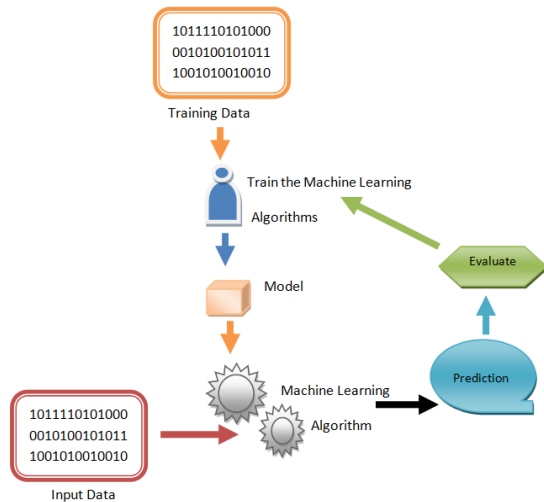 1011110101000
0010100101011
1001010010010
Training Data
Train the Machine Learning
Algorithms
Model
Evaluate
Prediction
Machine Learning
Algorithm
1011110101000
0010100101011
1001010010010
Input Data